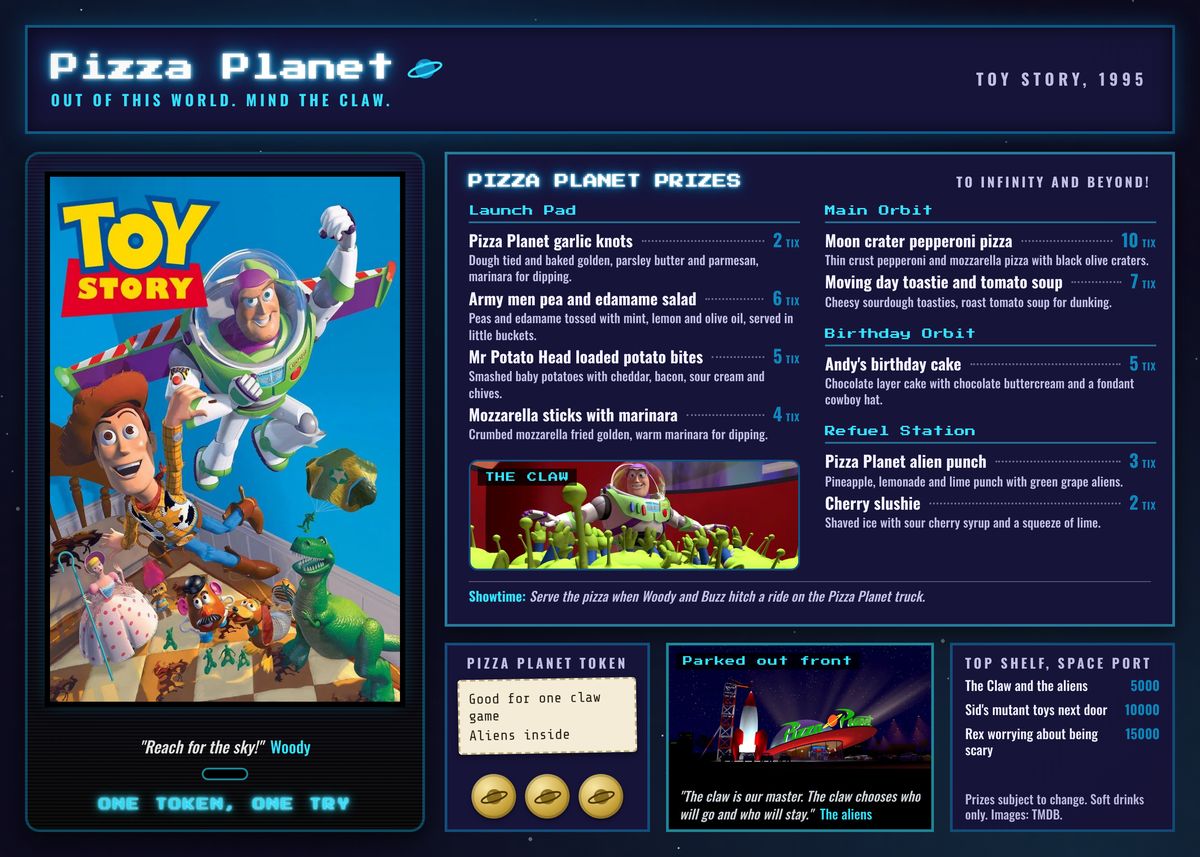 Pizza Planet
OUT OF THIS WORLD. MIND THE CLAW.
TOY STORY, 1995
TOY
STORY
"Reach for the sky!" Woody
ONE TOKEN, ONE TRY
PIZZA PLANET PRIZES
TO INFINITY AND BEYOND!
Launch Pad
Pizza Planet garlic knots 2 TIX
Dough tied and baked golden, parsley butter and parmesan,
marinara for dipping.
Army men pea and edamame salad 6 TIX
Peas and edamame tossed with mint, lemon and olive oil, served in
little buckets.
Mr Potato Head loaded potato bites 5 TIX
Smashed baby potatoes with cheddar, bacon, sour cream and
chives.
Mozzarella sticks with marinara 4 TIX
Crumbed mozzarella fried golden, warm marinara for dipping.
THE CLAW
Main Orbit
Moon crater pepperoni pizza 10 TIX
Thin crust pepperoni and mozzarella pizza with black olive craters.
Moving day toastie and tomato soup 7 TIX
Cheesy sourdough toasties, roast tomato soup for dunking.
Birthday Orbit
Andy's birthday cake 5 TIX
Chocolate layer cake with chocolate buttercream and a fondant
cowboy hat.
Refuel Station
Pizza Planet alien punch 3 TIX
Pineapple, lemonade and lime punch with green grape aliens.
Cherry slushie 2 TIX
Shaved ice with sour cherry syrup and a squeeze of lime.
Showtime: Serve the pizza when Woody and Buzz hitch a ride on the Pizza Planet truck.
PIZZA PLANET TOKEN
Good for one claw
game
Aliens inside
Parked out front
Pizza Planet
"The claw is our master. The claw chooses who
will go and who will stay." The aliens
TOP SHELF, SPACE PORT
The Claw and the aliens 5000
Sid's mutant toys next door 10000
Rex worrying about being 15000
scary
Prizes subject to change. Soft drinks
only. Images: TMDB.